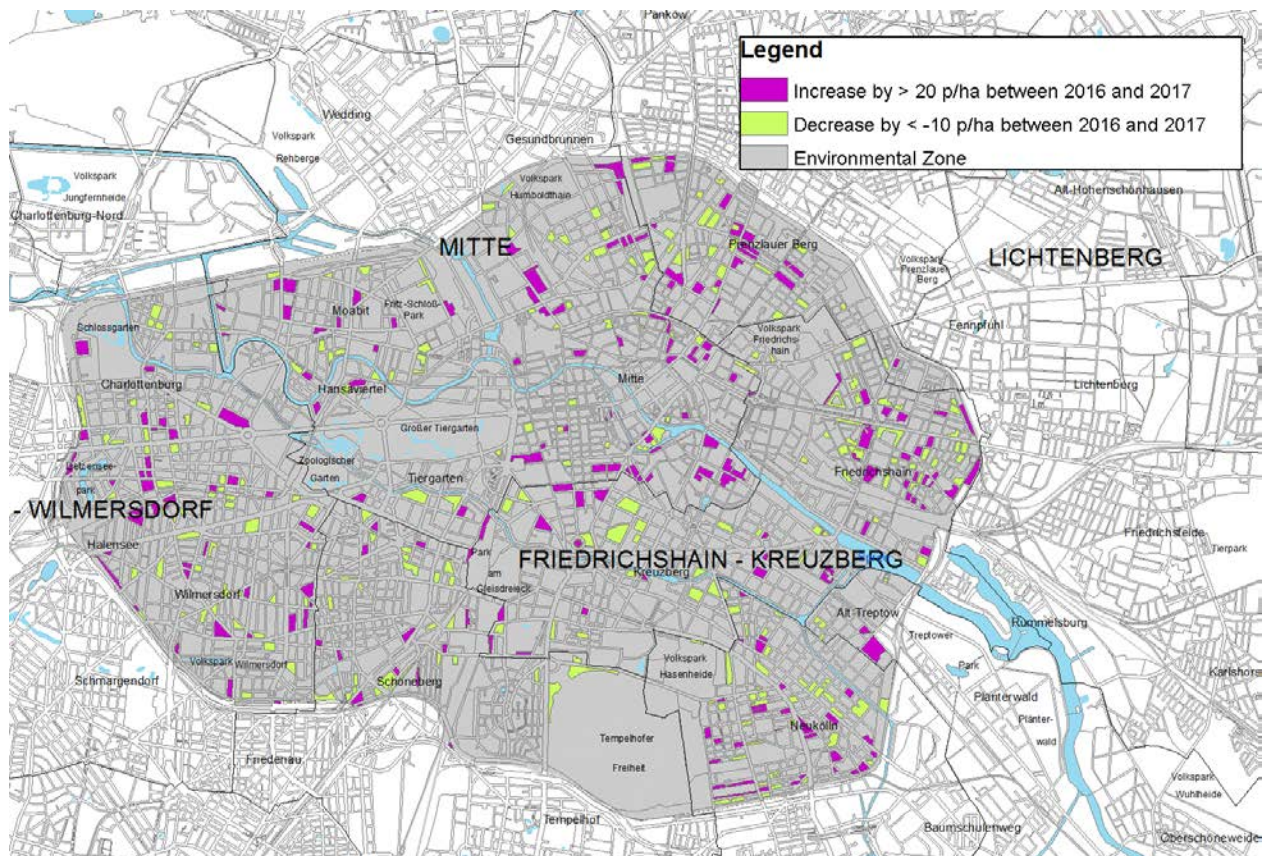 Pankow
Legend
Increase by > 20 p/ha between 2016 and 2017
Decrease by < -10 p/ha between 2016 and 2017
Environmental Zone
Wedding
Volkspark
Rehberge
Gesundbrunnen
Volkspark
Jungfernheide
Charlottenburg-Nord
Volkspark
Humboldthain
Alt-Hohenschönhausen
MITTE
Prenzlauer Berg
LICHTENBERG
Volkspark
Prenzlauer
Berg
Schlossgarten
Moabit
Fritz-Schloß-
Park
Volkspark
Friedrichs-
hain
Fennpfuhl
Charlottenburg
Hansaviertel
Mitte
Lichtenberg
Großer Tiergarten
Zoologischer
Garten
Tiergarten
Lietzensee-
park
Friedrichshain
- WILMERSDORF
Halensee
Friedrichsfelde
Tierpark
Park
am
Gleisdreieck
FRIEDRICHSHAIN - KREUZBERG
Kreuzberg
Wilmersdorf
Alt-Treptow
Treptower
Park
Rummelsburg
Volkspark
Wilmersdorf
Schmargendorf
Schöneberg
Volkspark
Hasenheide
Karlshorst
Plänterwald
Plänter-
wald
Neukölln
Tempelhofer
Freiheit
Friedenau
Tempelhof
Volkspark
Wuhlheide
Baumschulenweg
Oberschöneweide